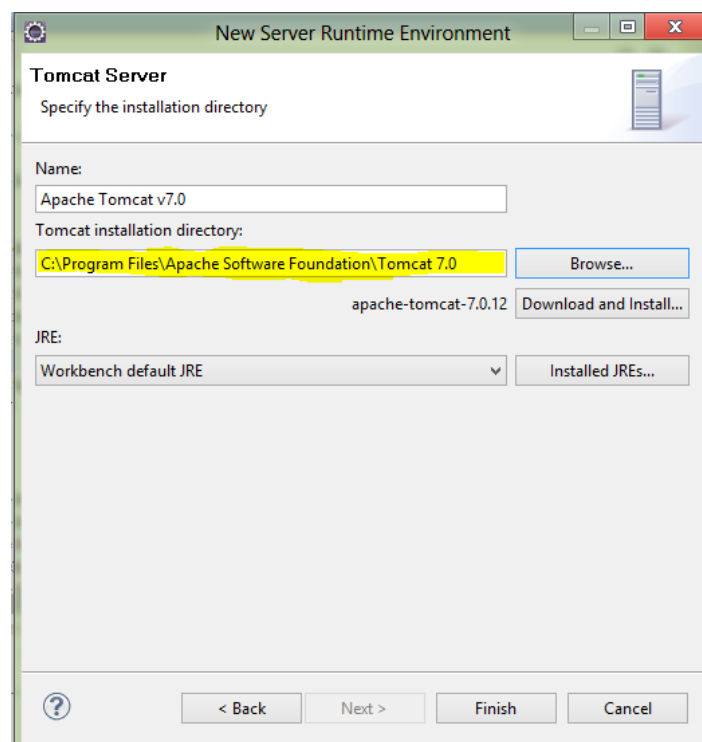 New Server Runtime Environment
Tomcat Server
Specify the installation directory
Name:
Apache Tomcat v7.0
Tomcat installation directory:
C:\Program Files\Apache Software Foundation\Tomcat 7.0 Browse...
apache-tomcat-7.0.12 Download and Install...
JRE:
Workbench default JRE Installed JREs...
? < Back Next > Finish Cancel